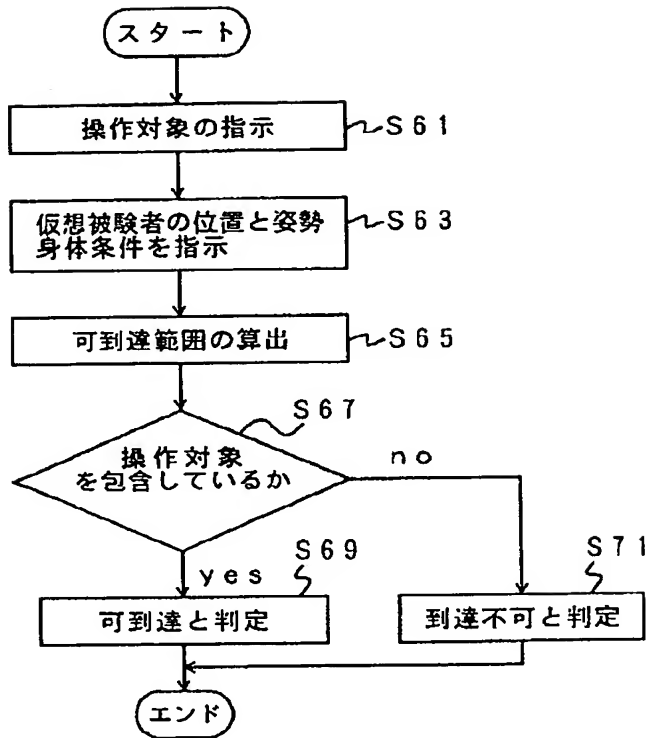 スタート
操作対象の指示
S61
仮想被験者の位置と姿勢
身体条件を指示
S63
可到達範囲の算出
S65
S67
操作対象
を包含しているか
no
yes
S69
可到達と判定
S71
到達不可と判定
エンド